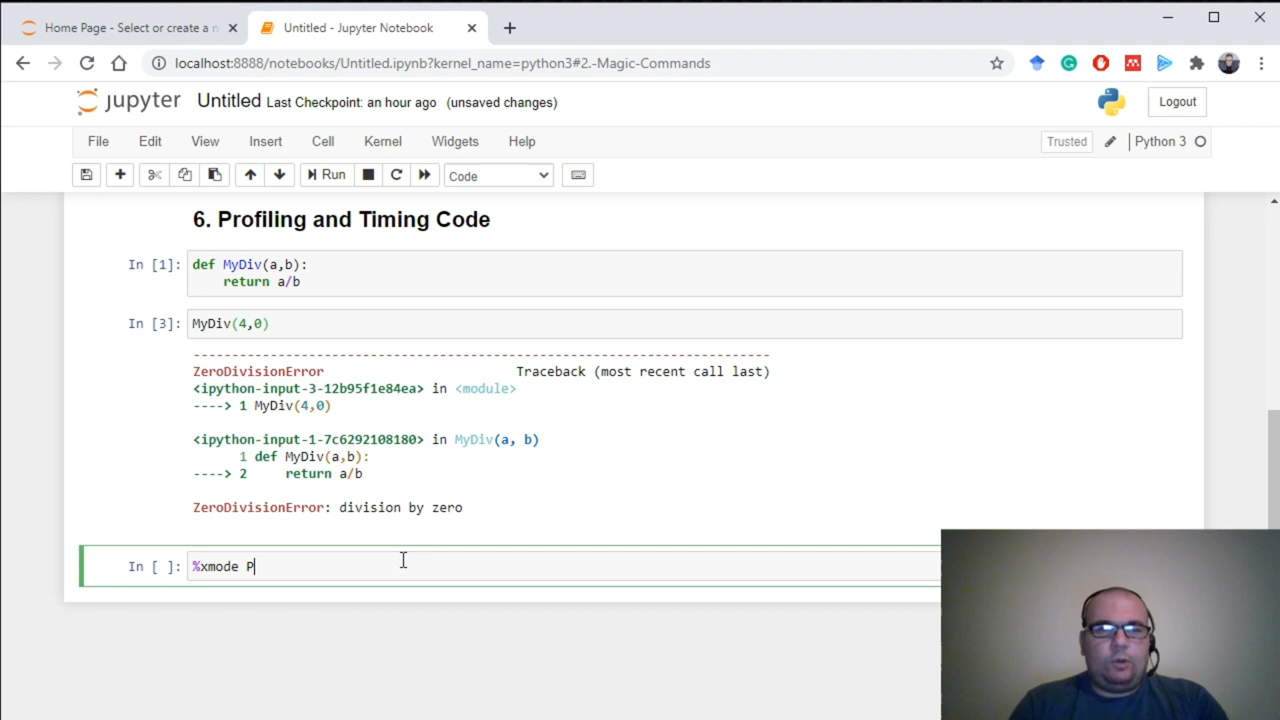 Home Page - Select or create a n
Untitled - Jupyter Notebook
localhost:8888/notebooks/Untitled.ipynb?kernel_name=python3#2.-Magic-Commands
jupyter Untitled Last Checkpoint: an hour ago (unsaved changes)
Logout
File Edit View Insert Cell Kernel Widgets Help
Trusted Python 3
Run Code
6. Profiling and Timing Code
In [1]: def MyDiv(a,b):
return a/b
In [3]: MyDiv(4,0)
---------------------------------------------------------------------------
ZeroDivisionError Traceback (most recent call last)
<ipython-input-3-12b95f1e84ea> in <module>
----> 1 MyDiv(4,0)
<ipython-input-1-7c6292108180> in MyDiv(a, b)
1 def MyDiv(a,b):
----> 2 return a/b
ZeroDivisionError: division by zero
In [ ]: %xmode P